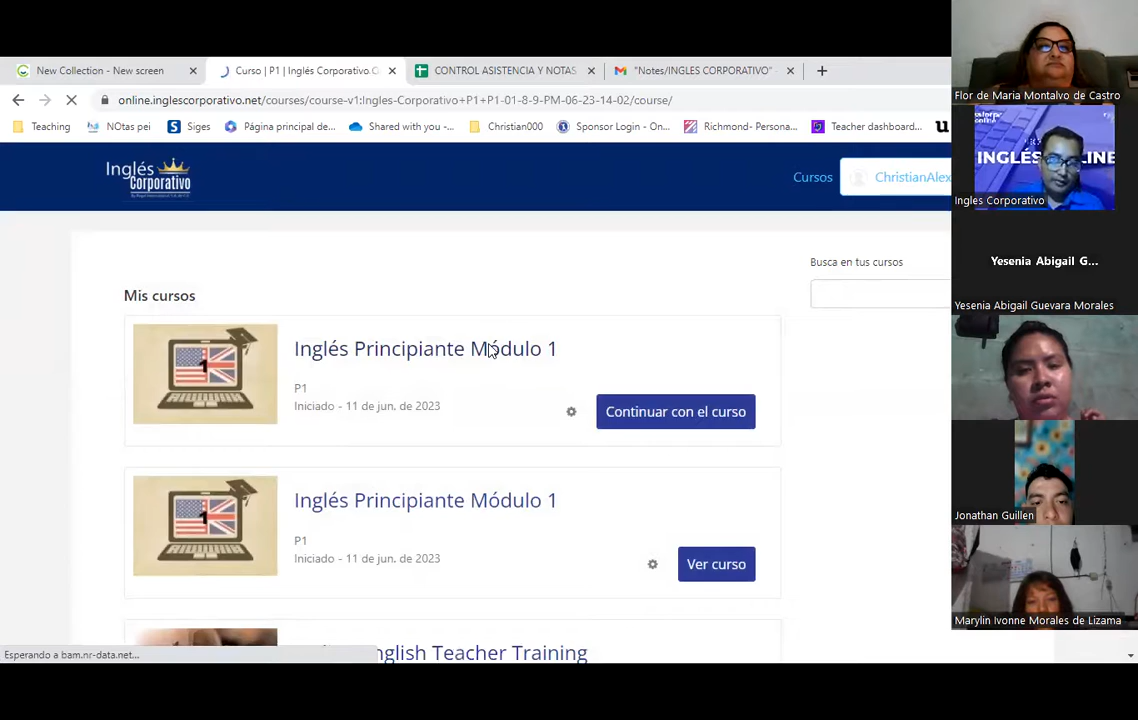 New Collection - New screen
Curso | P1 | Inglés Corporativo
CONTROL ASISTENCIA Y NOTAS
"Notes/INGLES CORPORATIVO" -
online.inglescorporativo.net/courses/course-v1:Ingles-Corporativo+P1+P1-01-8-9-PM-06-23-14-02/course/
Teaching
NOtas pei
Siges
Página principal de...
Shared with you -...
Christian000
Sponsor Login - On...
Richmond- Persona...
Teacher dashboard...
Inglés
Corporativo
Cursos
ChristianAlex
Busca en tus cursos
Mis cursos
Inglés Principiante Módulo 1
P1
Iniciado - 11 de jun. de 2023
Continuar con el curso
Inglés Principiante Módulo 1
P1
Iniciado - 11 de jun. de 2023
Ver curso
nglish Teacher Training
Esperando a bam.nr-data.net...
Flor de Maria Montalvo de Castro
INGLÉS
LINE
Ingles Corporativo
Yesenia Abigail G...
Yesenia Abigail Guevara Morales
Jonathan Guillen
Marylin Ivonne Morales de Lizama